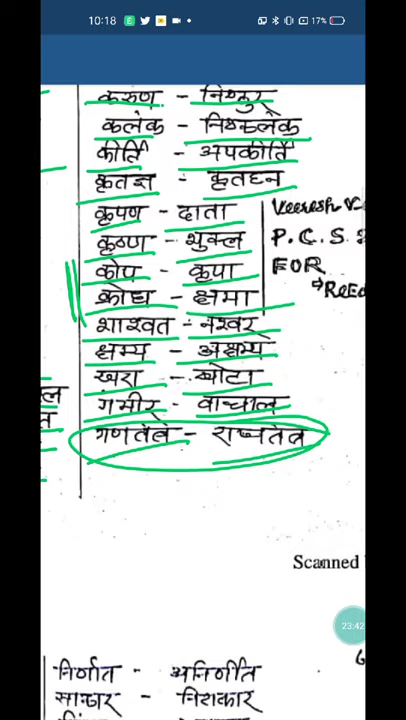 10:18
17%
करुण - निष्ठुर
कलंक - निष्कलंक
कीर्ति - अपकीर्ति
कृतज्ञ - कृतघ्न
कृपण - दाता
कृष्ण - शुक्ल
कोप - कृपा
क्रोध - क्षमा
शाश्वत - नश्वर
क्षम्य - अक्षम्य
खरा - खोटा
गंभीर - वाचाल
गणतंत्र - राजतंत्र
Veeresh
P.C.S
FOR
Scanned
23:42
6
निर्णीत - अनिर्णीत
साकार - निराकार